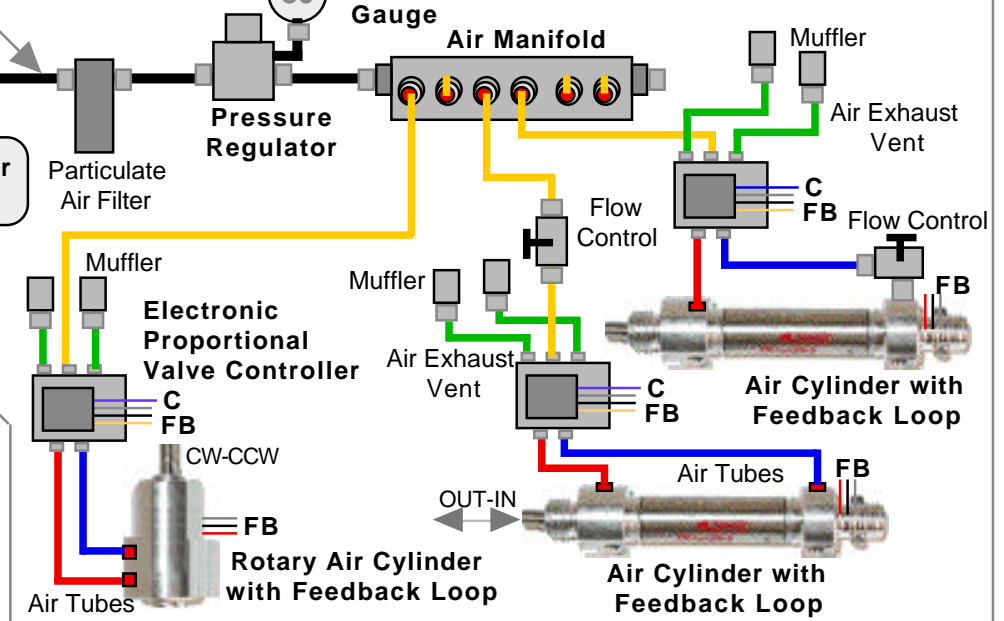 Gauge
Air Manifold
Muffler
Air Exhaust
Vent
Pressure
Regulator
r
Particulate
Air Filter
C
FB
Flow
Control
Flow Control
Muffler
Muffler
FB
Electronic
Proportional
Valve Controller
Air Exhaust
Vent
Air Cylinder with
Feedback Loop
C
FB
C
FB
CW-CCW
Air Tubes
FB
OUT-IN
FB
Rotary Air Cylinder
with Feedback Loop
Air Cylinder with
Feedback Loop
Air Tubes